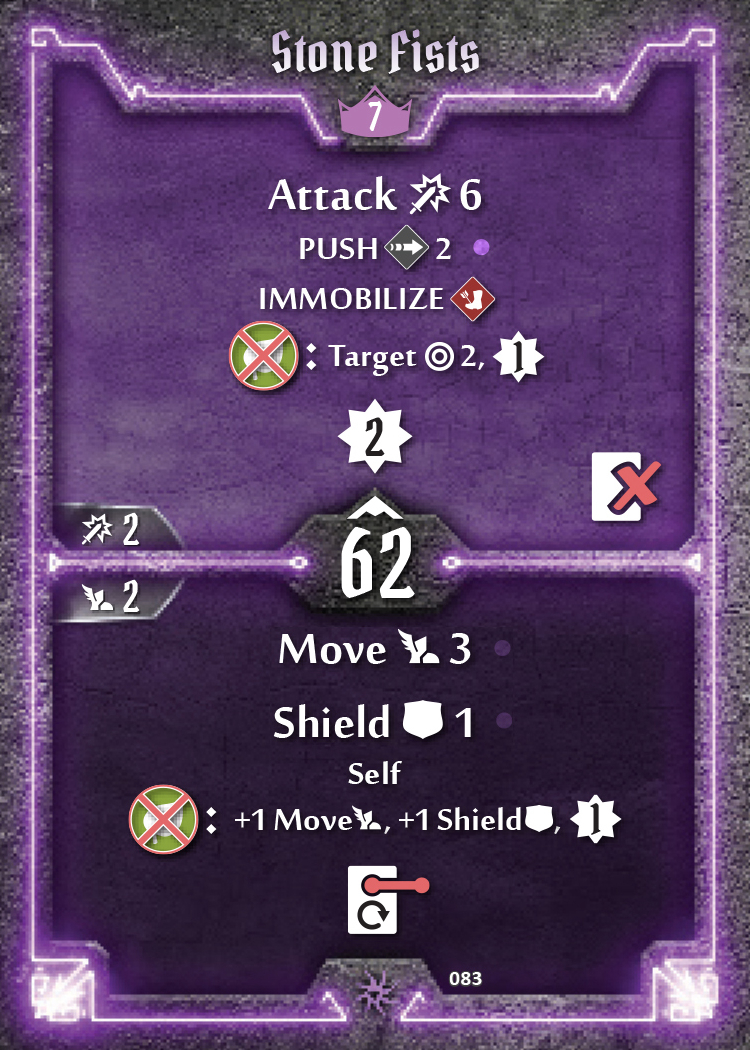 Stone Fists
7
Attack 6
PUSH 2
IMMOBILIZE
: Target 2, 1
2
2
62
2
Move 3
Shield 1
Self
: +1 Move, +1 Shield, 1
083